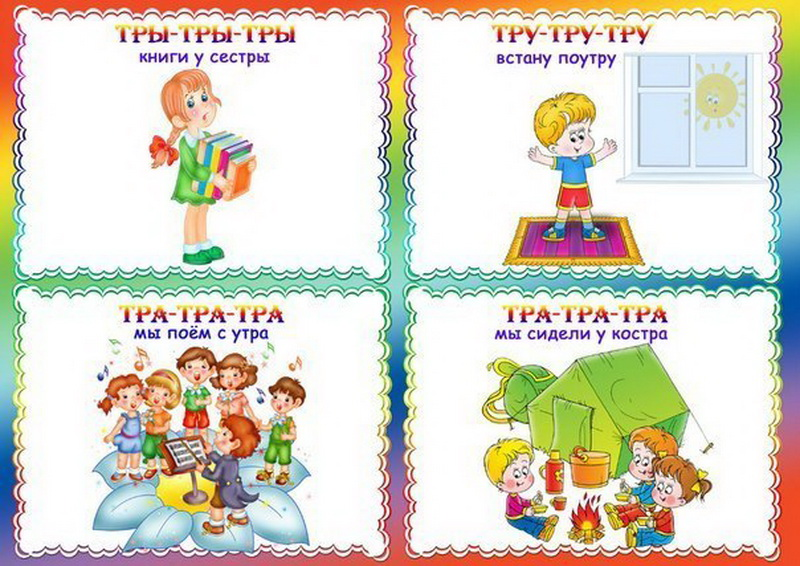 ТРЫ-ТРЫ-ТРЫ
книги у сестры
ТРУ-ТРУ-ТРУ
встану поутру
ТРА-ТРА-ТРА
мы поём с утра
ТРА-ТРА-ТРА
мы сидели у костра